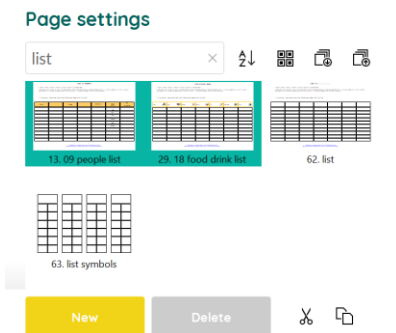 Page settings
list
13. 09 people list
29. 18 food drink list
62. list
63. list symbols
New
Delete